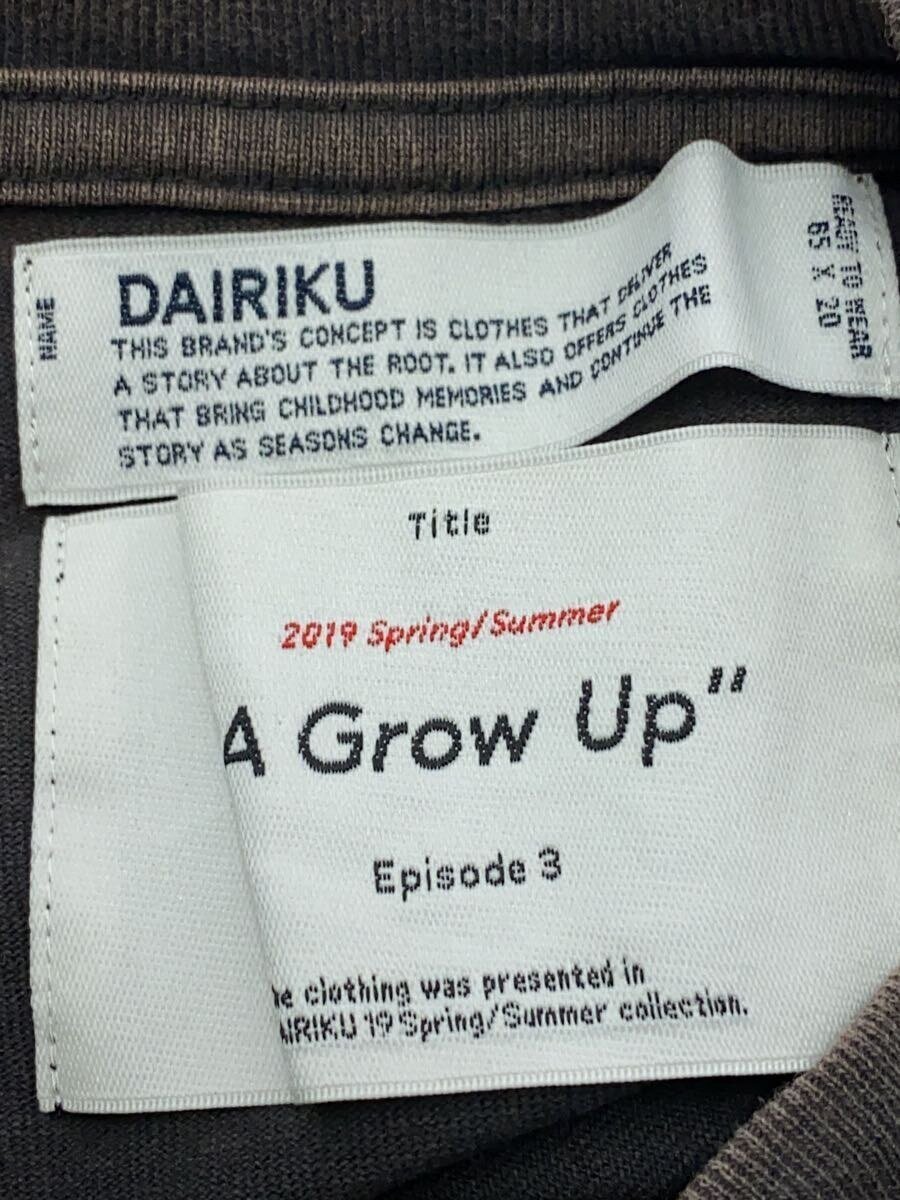 NAME
DAIRIKU
THIS BRAND'S CONCEPT IS CLOTHES THAT DELIVER
A STORY ABOUT THE ROOT. IT ALSO OFFERS CLOTHES
THAT BRING CHILDHOOD MEMORIES AND CONTINUE THE
STORY AS SEASONS CHANGE.
READY TO WEAR
65 X 20
Title
2019 Spring/Summer
A Grow Up"
Episode 3
clothing was presented in
AIRIKU 19 Spring/Summer collection.